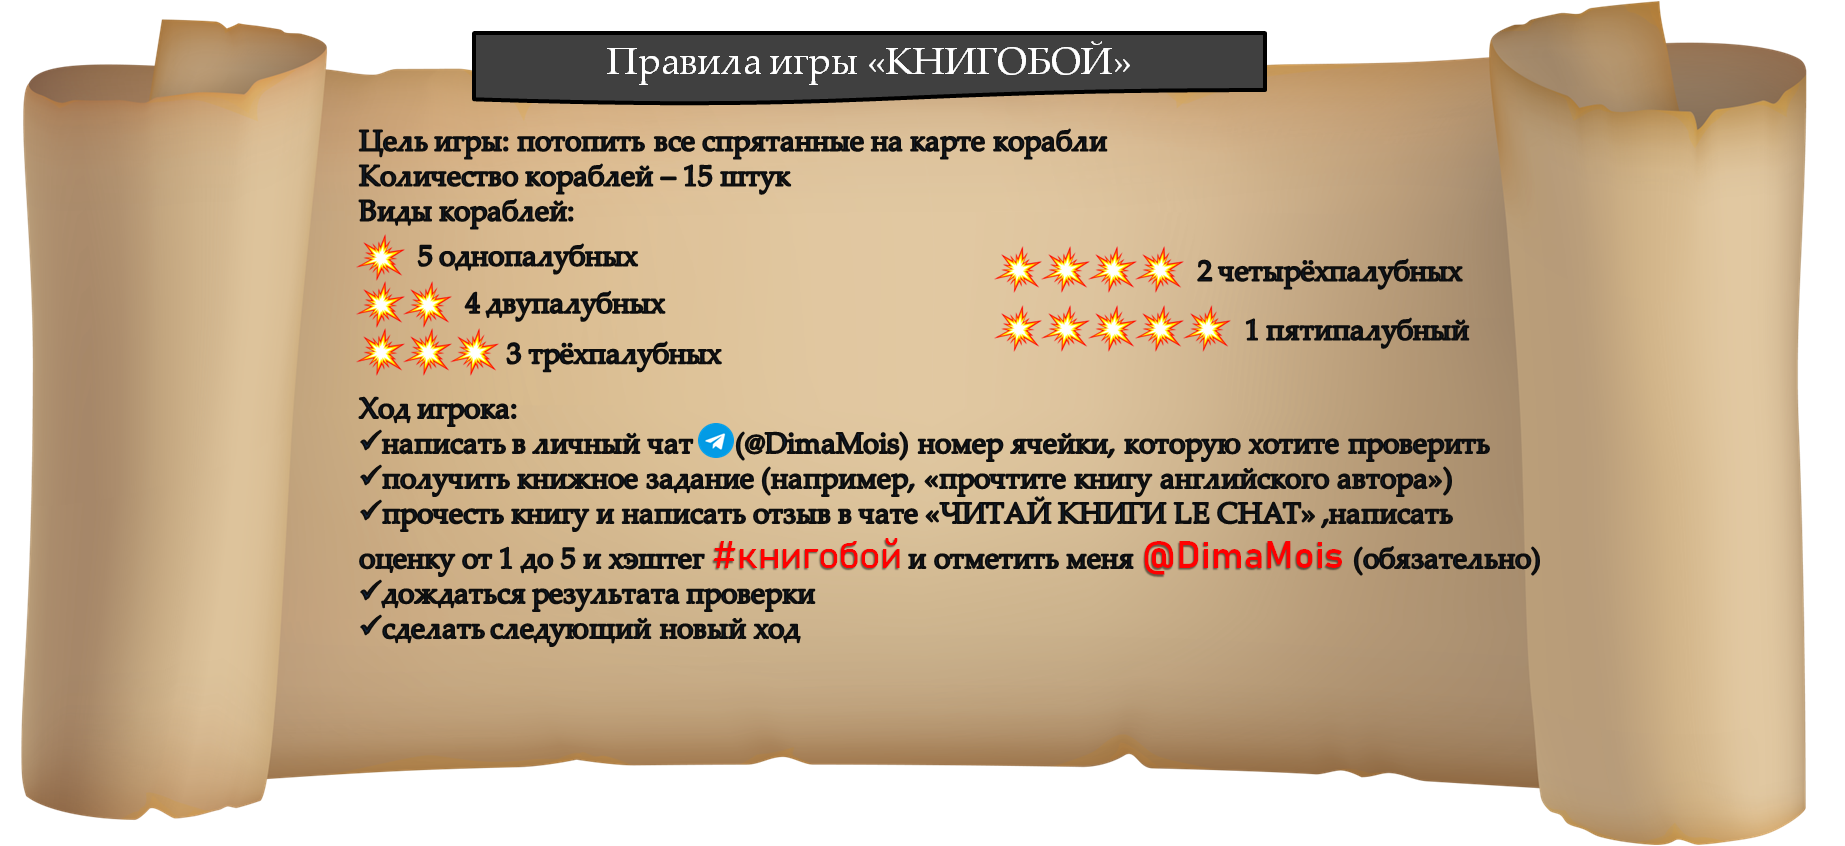 Правила игры «КНИГОБОЙ»
Цель игры: потопить все спрятанные на карте корабли
Количество кораблей – 15 штук
Виды кораблей:
5 однопалубных
4 двупалубных
3 трёхпалубных
2 четырёхпалубных
1 пятипалубный
Ход игрока:
✓написать в личный чат (@DimaMois) номер ячейки, которую хотите проверить
✓получить книжное задание (например, «прочтите книгу английского автора»)
✓прочесть книгу и написать отзыв в чате «ЧИТАЙ КНИГИ LE CHAT» ,написать
оценку от 1 до 5 и хэштег #книгобой и отметить меня @DimaMois (обязательно)
✓дождаться результата проверки
✓сделать следующий новый ход